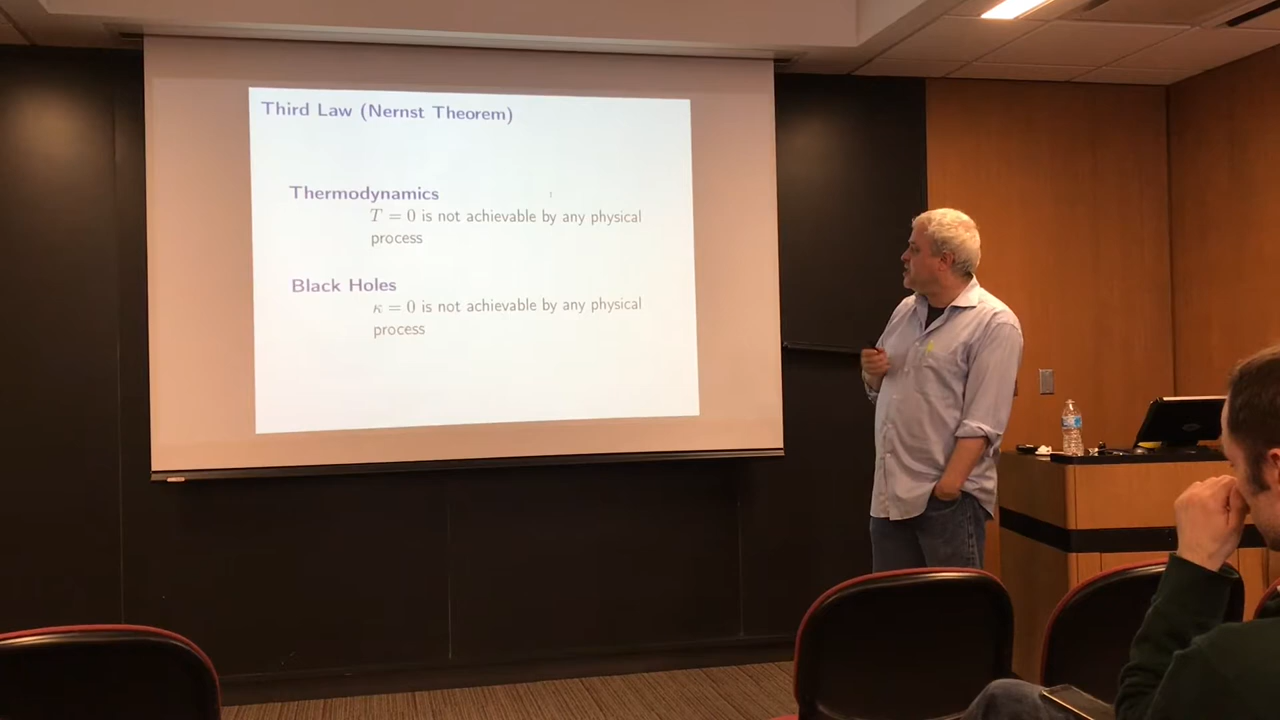 Third Law (Nernst Theorem)
Thermodynamics
T = 0 is not achievable by any physical
process
Black Holes
κ = 0 is not achievable by any physical
process